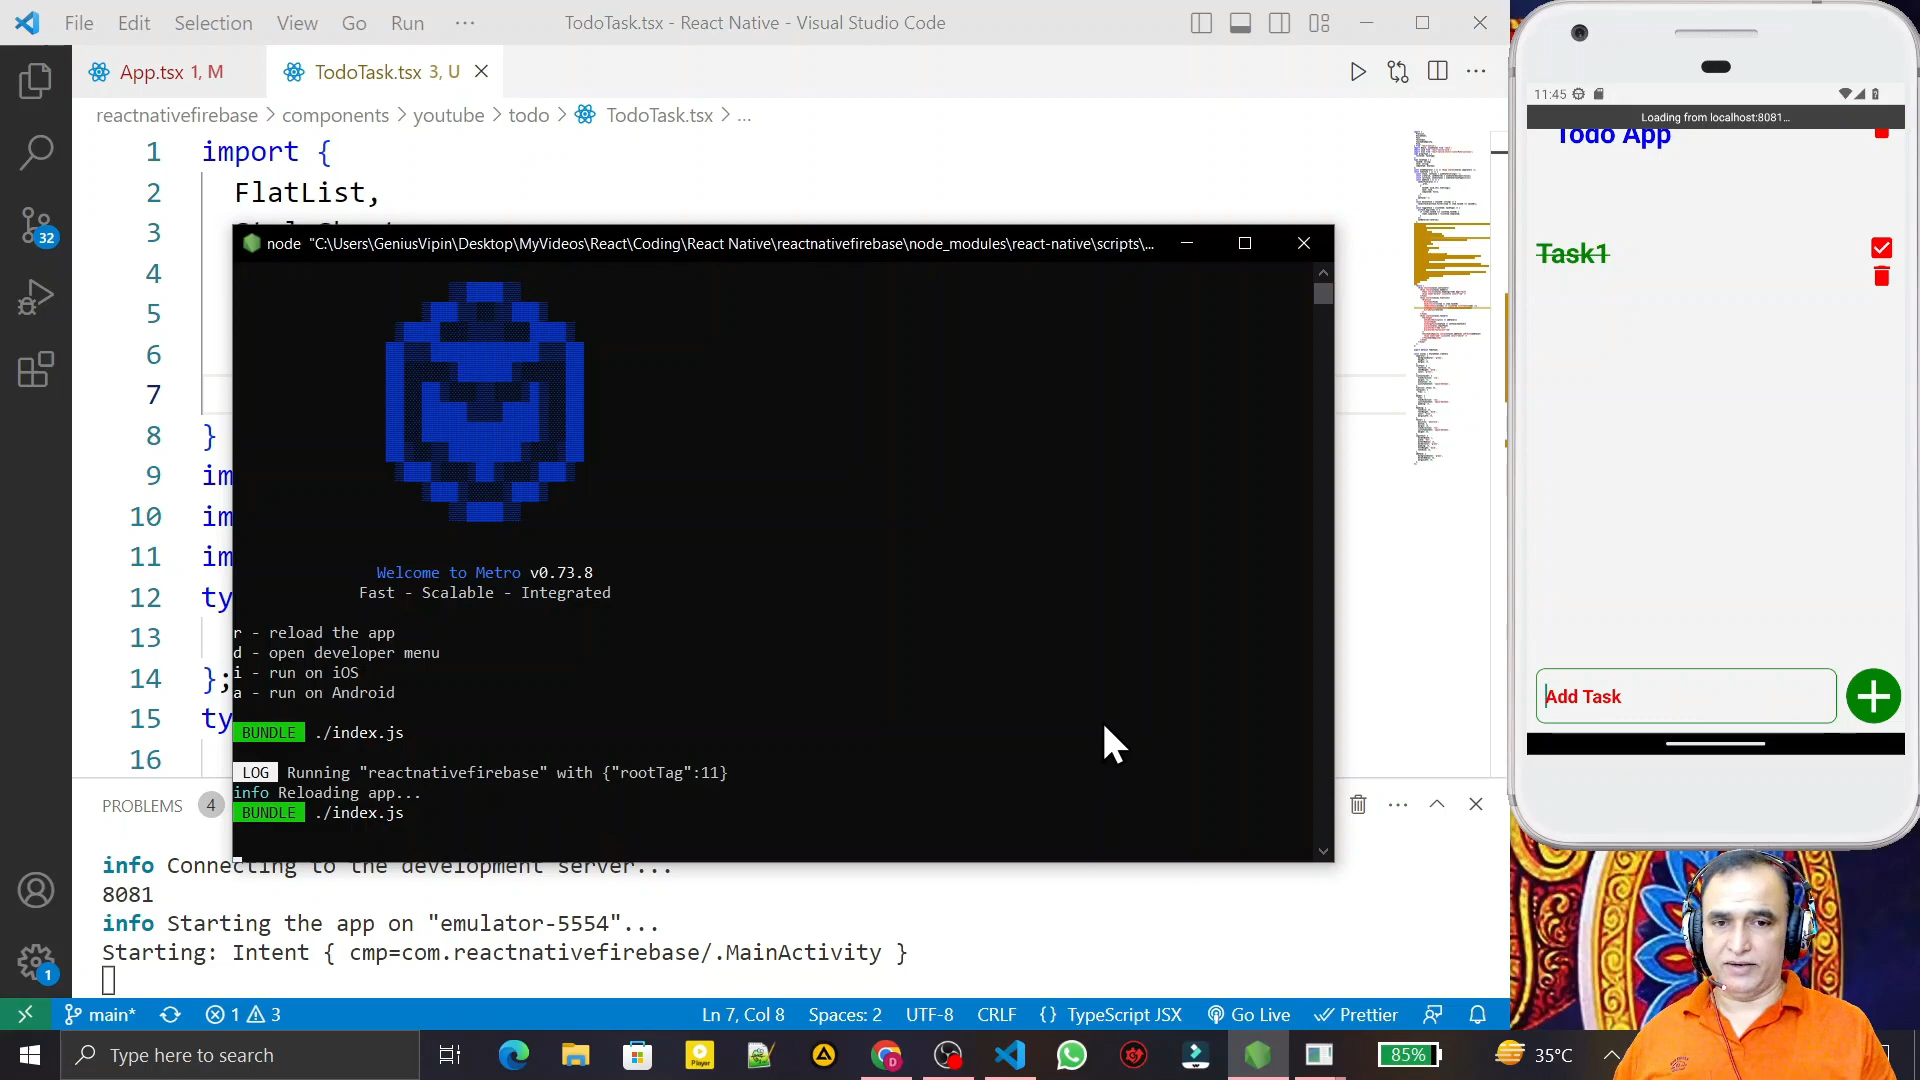 File Edit Selection View Go Run ··· TodoTask.tsx - React Native - Visual Studio Code
App.tsx 1, M TodoTask.tsx 3, U
reactnativefirebase > components > youtube > todo > TodoTask.tsx > ...
1 import {
2 FlatList,
3
4
5
6
7
8 }
9 im
10 im
11 im
12 ty
13
14 };
15 ty
16
node "C:\Users\GeniusVipin\Desktop\MyVideos\React\Coding\React Native\reactnativefirebase\node_modules\react-native\scripts\...
Welcome to Metro v0.73.8
Fast - Scalable - Integrated
r - reload the app
d - open developer menu
i - run on iOS
a - run on Android
BUNDLE ./index.js
LOG Running "reactnativefirebase" with {"rootTag":11}
info Reloading app...
BUNDLE ./index.js
PROBLEMS 4
info Connecting to the development server...
8081
info Starting the app on "emulator-5554"...
Starting: Intent { cmp=com.reactnativefirebase/.MainActivity }
32
1
main* 1 3 Ln 7, Col 8 Spaces: 2 UTF-8 CRLF {} TypeScript JSX Go Live Prettier
Type here to search
Player
85%
35°C
11:45
Loading from localhost:8081...
Todo App
Task1
Add Task